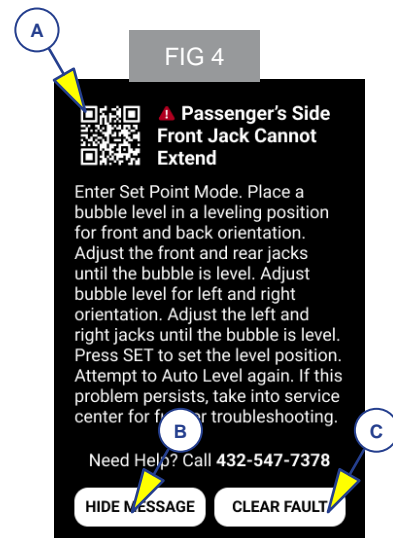 A
FIG 4
Passenger's Side
Front Jack Cannot
Extend
Enter Set Point Mode. Place a
bubble level in a leveling position
for front and back orientation.
Adjust the front and rear jacks
until the bubble is level. Adjust
bubble level for left and right
orientation. Adjust the left and
right jacks until the bubble is level.
Press SET to set the level position.
Attempt to Auto Level again. If this
problem persists, take into service
center for further troubleshooting.
B
C
Need Help? Call 432-547-7378
HIDE MESSAGE
CLEAR FAULT